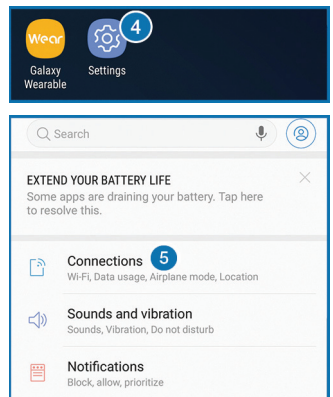 Wear
4
Galaxy
Wearable
Settings
Search
EXTEND YOUR BATTERY LIFE
Some apps are draining your battery. Tap here
to resolve this.
Connections 5
Wi-Fi, Data usage, Airplane mode, Location
Sounds and vibration
Sounds, Vibration, Do not disturb
Notifications
Block, allow, prioritize